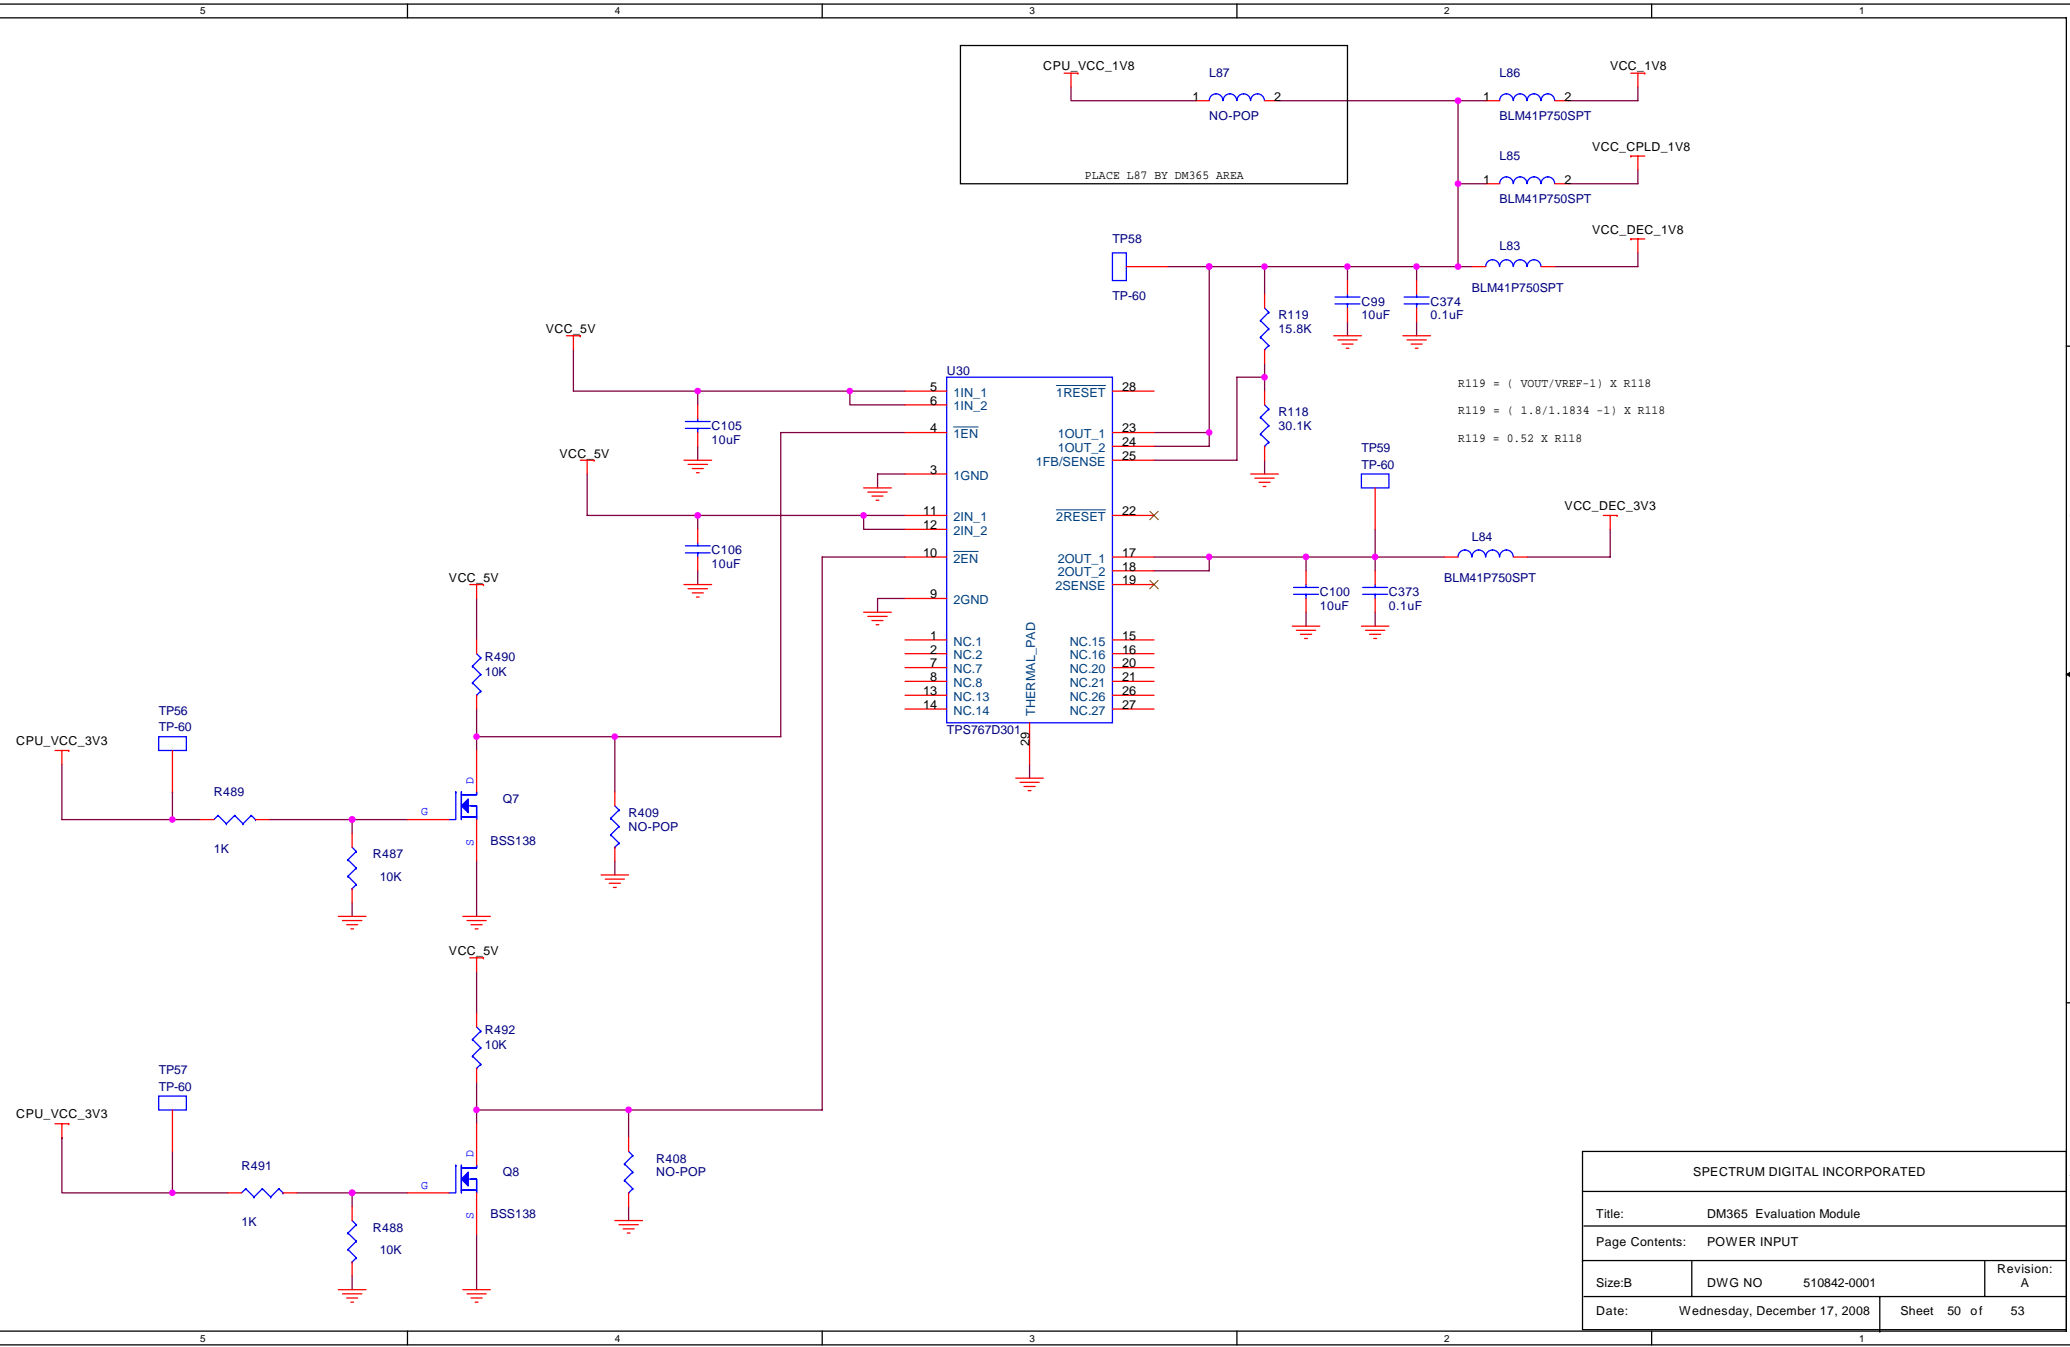 5 4 3 2 1
CPU_VCC_1V8
L87
1 2
NO-POP
PLACE L87 BY DM365 AREA
L86
VCC_1V8
1 2
BLM41P750SPT
L85
VCC_CPLD_1V8
1 2
BLM41P750SPT
L83
VCC_DEC_1V8
BLM41P750SPT
TP58
TP-60
R119
15.8K
C99
10uF
C374
0.1uF
R118
30.1K
R119 = ( VOUT/VREF-1) X R118
R119 = ( 1.8/1.1834 -1) X R118
R119 = 0.52 X R118
VCC_5V
C105
10uF
VCC_5V
C106
10uF
U30
5 1IN_1
6 1IN_2
4 1EN
3 1GND
11 2IN_1
12 2IN_2
10 2EN
9 2GND
1 NC.1
2 NC.2
7 NC.7
8 NC.8
13 NC.13
14 NC.14
1RESET 28
1OUT_1 23
1OUT_2 24
1FB/SENSE 25
2RESET 22
2OUT_1 17
2OUT_2 18
2SENSE 19
NC.15 15
NC.16 16
NC.20 20
NC.21 21
NC.26 26
NC.27 27
THERMAL_PAD
29
TPS767D301
TP59
TP-60
VCC_DEC_3V3
L84
BLM41P750SPT
C100
10uF
C373
0.1uF
VCC_5V
R490
10K
TP56
TP-60
CPU_VCC_3V3
R489
1K
R487
10K
G
D
S
Q7
BSS138
R409
NO-POP
VCC_5V
R492
10K
TP57
TP-60
CPU_VCC_3V3
R491
1K
R488
10K
G
D
S
Q8
BSS138
R408
NO-POP
SPECTRUM DIGITAL INCORPORATED
Title: DM365 Evaluation Module
Page Contents: POWER INPUT
Size:B DWG NO 510842-0001 Revision:
A
Date: Wednesday, December 17, 2008 Sheet 50 of 53
5 4 3 2 1